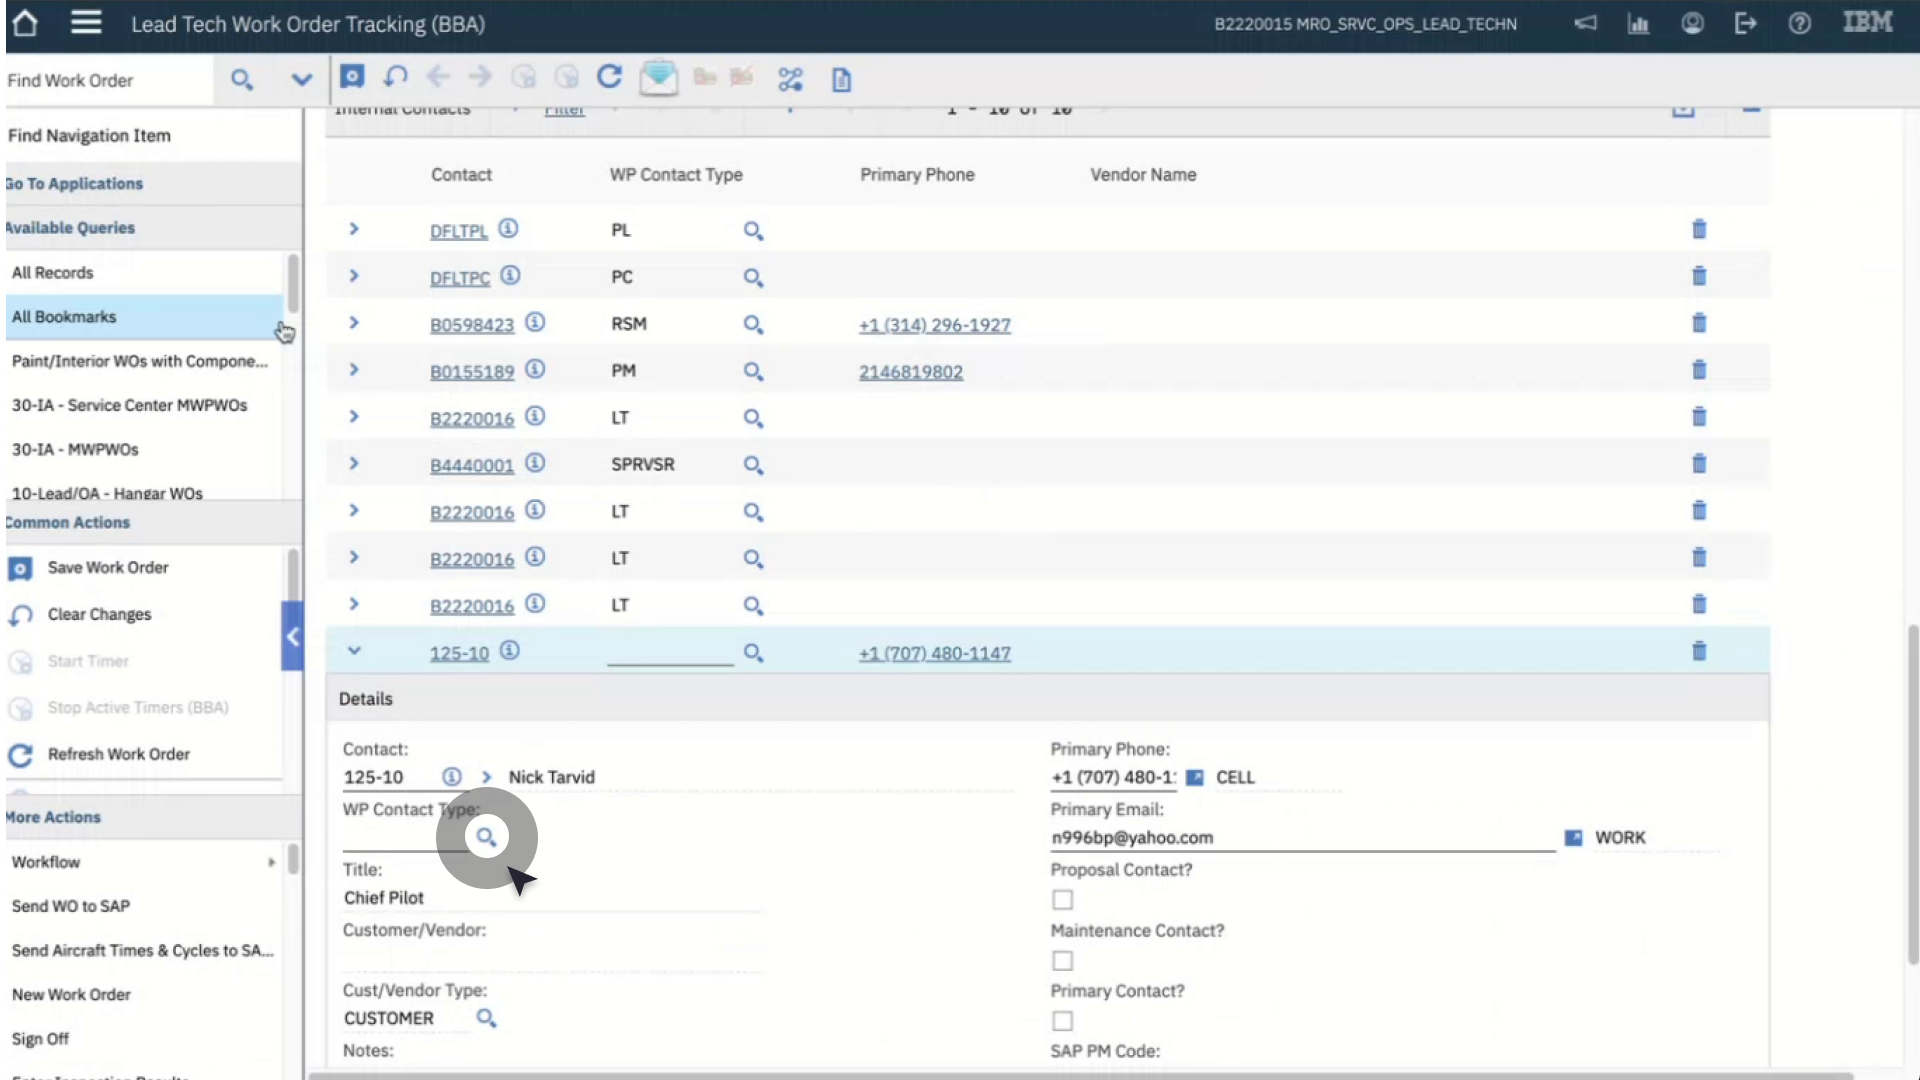 Lead Tech Work Order Tracking (BBA)
B2220015 MRO_SRVC_OPS_LEAD_TECHN
IBM
Find Work Order
Find Navigation Item
Go To Applications
Available Queries
All Records
All Bookmarks
Paint/Interior WOs with Compone...
30-IA - Service Center MWPWOs
30-IA - MWPWOs
10-Lead/OA - Hangar WOs
Common Actions
Save Work Order
Clear Changes
Start Timer
Stop Active Timers (BBA)
Refresh Work Order
More Actions
Workflow
Send WO to SAP
Send Aircraft Times & Cycles to SA...
New Work Order
Sign Off
Enter Inspection Results
Internal Contacts Filter 1 - 10 of 10
Contact WP Contact Type Primary Phone Vendor Name
DFLTPL PL
DFLTPC PC
B0598423 RSM +1 (314) 296-1927
B0155189 PM 2146819802
B2220016 LT
B4440001 SPRVSR
B2220016 LT
B2220016 LT
B2220016 LT
125-10 +1 (707) 480-1147
Details
Contact:
125-10 Nick Tarvid
WP Contact Type:
Title:
Chief Pilot
Customer/Vendor:
Cust/Vendor Type:
CUSTOMER
Notes:
Primary Phone:
+1 (707) 480-1 CELL
Primary Email:
n996bp@yahoo.com WORK
Proposal Contact?
Maintenance Contact?
Primary Contact?
SAP PM Code: